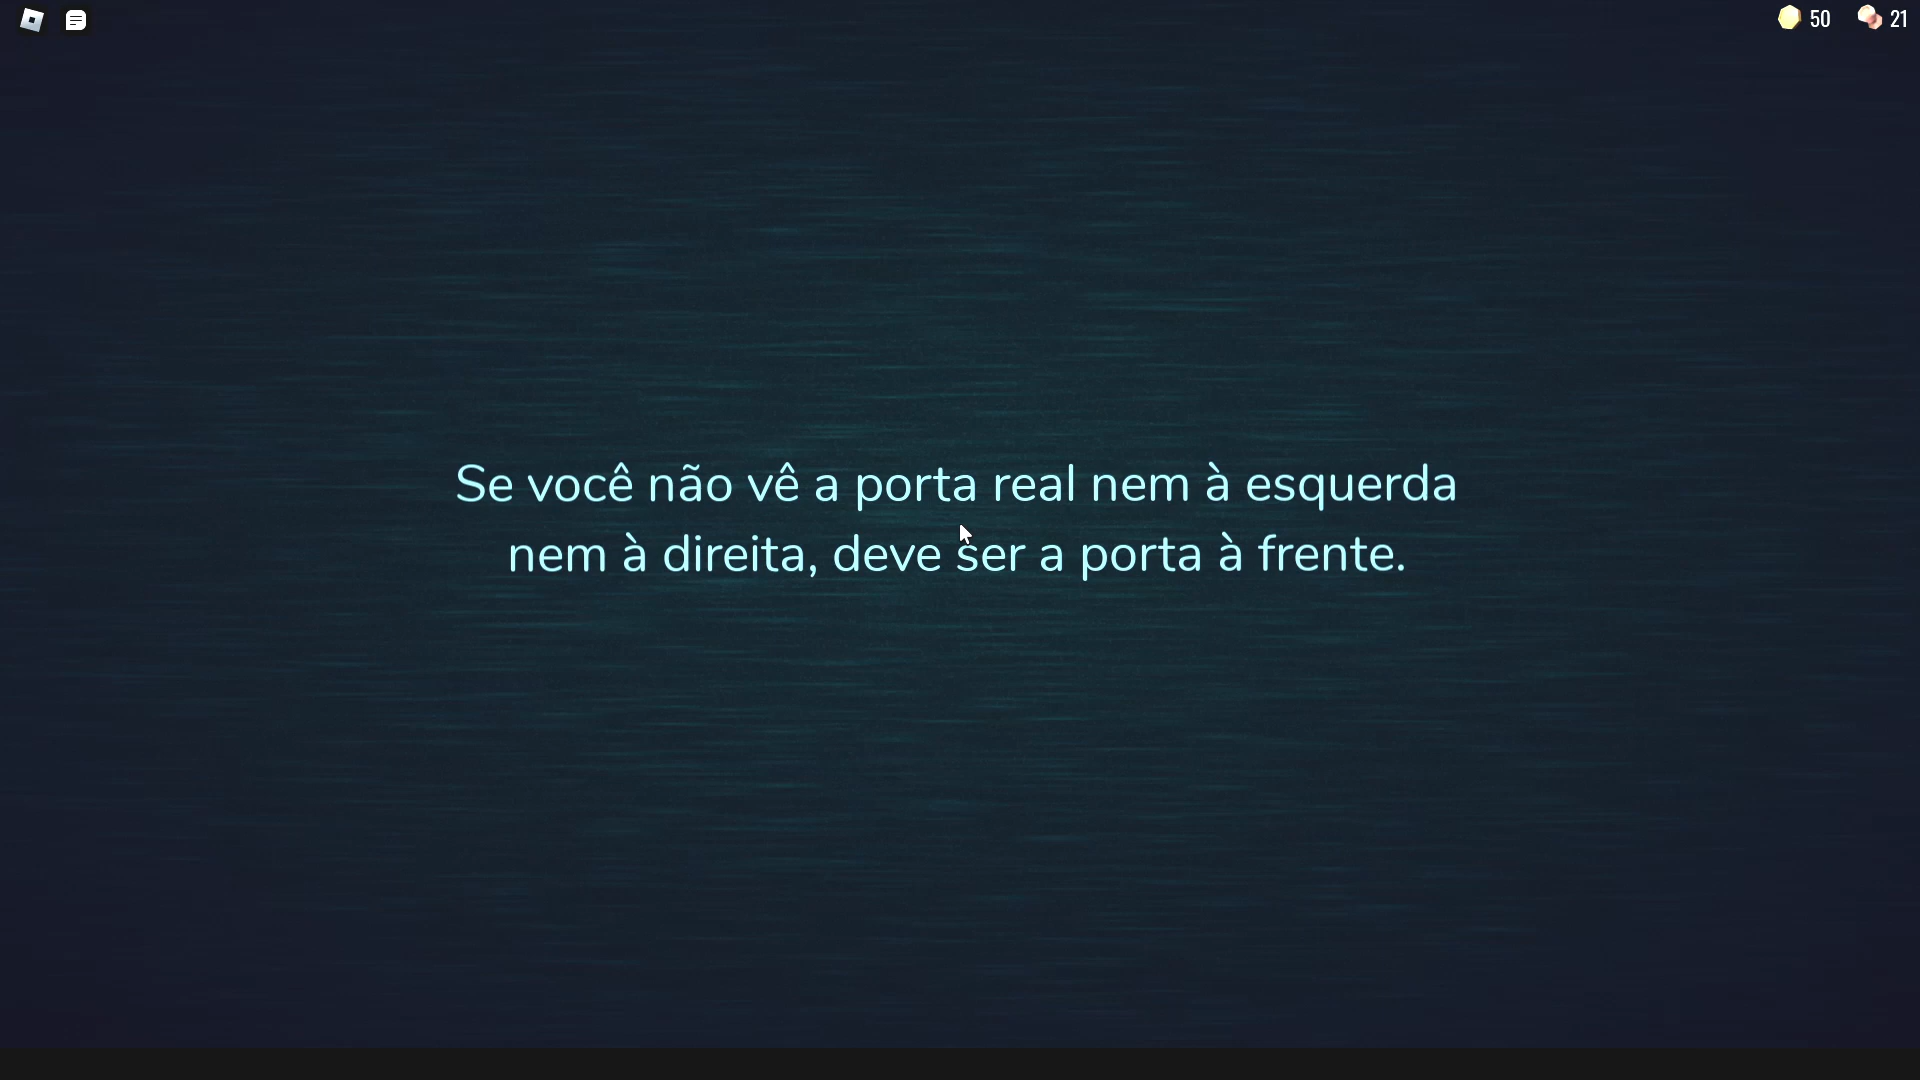 50 21
Se você não vê a porta real nem à esquerda
nem à direita, deve ser a porta à frente.